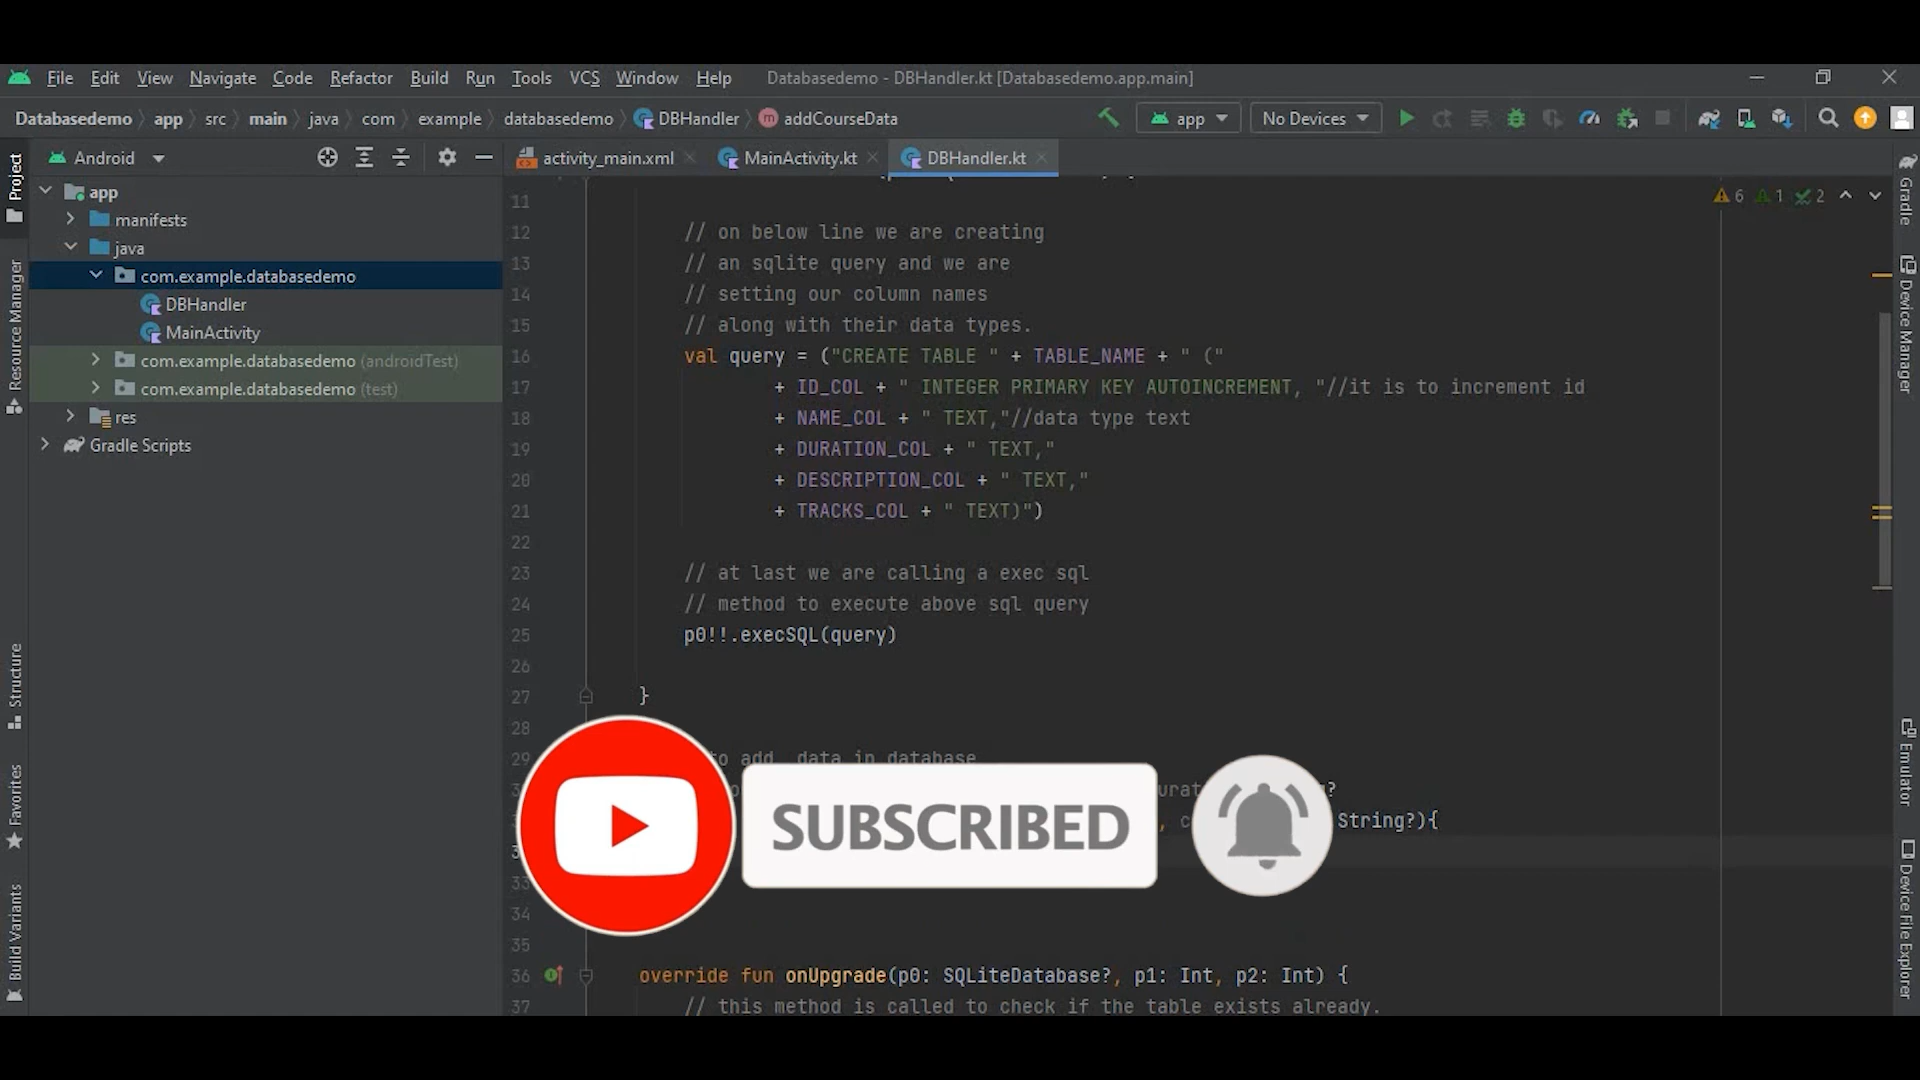 File Edit View Navigate Code Refactor Build Run Tools VCS Window Help Databasedemo - DBHandler.kt [Databasedemo.app.main]
Databasedemo app src main java com example databasedemo DBHandler addCourseData app No Devices
Project
Android
activity_main.xml MainActivity.kt DBHandler.kt
app
manifests
java
com.example.databasedemo
DBHandler
MainActivity
com.example.databasedemo (androidTest)
com.example.databasedemo (test)
res
Gradle Scripts
Resource Manager
Structure
Favorites
Build Variants
6 1 2
11
12 // on below line we are creating
13 // an sqlite query and we are
14 // setting our column names
15 // along with their data types.
16 val query = ("CREATE TABLE " + TABLE_NAME + " ("
17 + ID_COL + " INTEGER PRIMARY KEY AUTOINCREMENT, "//it is to increment id
18 + NAME_COL + " TEXT,"//data type text
19 + DURATION_COL + " TEXT,"
20 + DESCRIPTION_COL + " TEXT,"
21 + TRACKS_COL + " TEXT)")
22
23 // at last we are calling a exec sql
24 // method to execute above sql query
25 p0!!.execSQL(query)
26
27 }
28
29 add data in database
String?){
33
34
35
36 override fun onUpgrade(p0: SQLiteDatabase?, p1: Int, p2: Int) {
37 // this method is called to check if the table exists already.
SUBSCRIBED
Gradle
Device Manager
Emulator
Device File Explorer